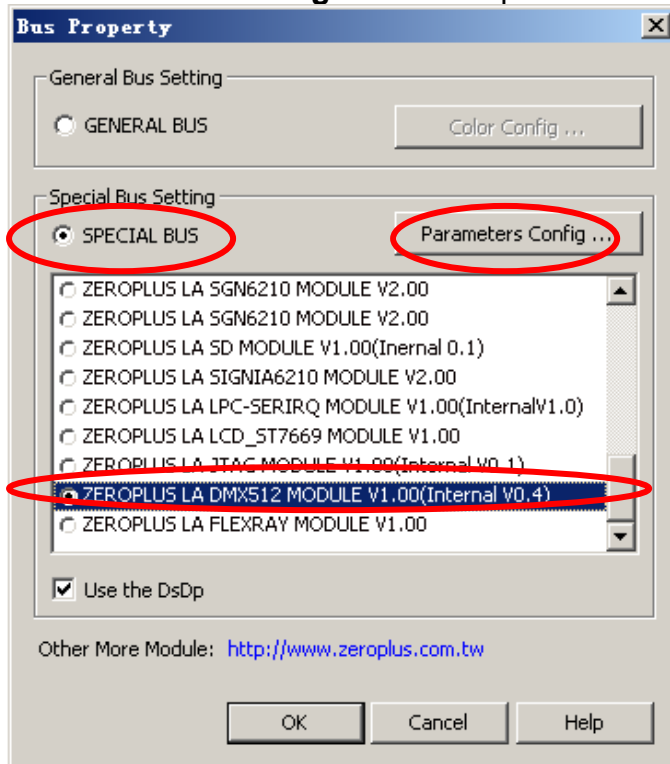 Bus Property
General Bus Setting
GENERAL BUS
Color Config ...
Special Bus Setting
SPECIAL BUS
Parameters Config ...
ZEROPLUS LA SGN6210 MODULE V2.00
ZEROPLUS LA SGN6210 MODULE V2.00
ZEROPLUS LA SD MODULE V1.00(Inernal 0.1)
ZEROPLUS LA SIGNIA6210 MODULE V2.00
ZEROPLUS LA LPC-SERIRQ MODULE V1.00(InternalV1.0)
ZEROPLUS LA LCD_ST7669 MODULE V1.00
ZEROPLUS LA JTAG MODULE V1.00(Internal V0.1)
ZEROPLUS LA DMX512 MODULE V1.00(Internal V0.4)
ZEROPLUS LA FLEXRAY MODULE V1.00
Use the DsDp
Other More Module: http://www.zeroplus.com.tw
OK
Cancel
Help